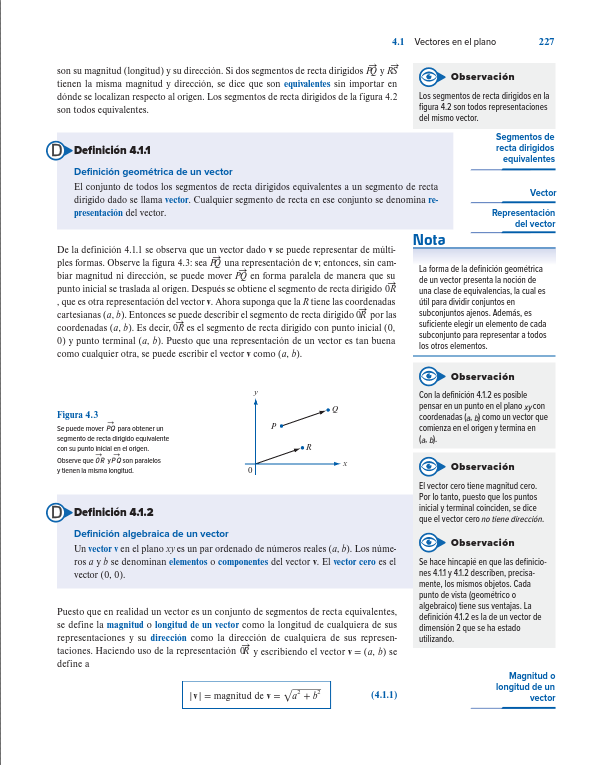 4.1 Vectores en el plano 227
son su magnitud (longitud) y su dirección. Si dos segmentos de recta dirigidos PQ y RS
tienen la misma magnitud y dirección, se dice que son equivalentes sin importar en
dónde se localizan respecto al origen. Los segmentos de recta dirigidos de la figura 4.2
son todos equivalentes.
Observación
Los segmentos de recta dirigidos en la
figura 4.2 son todos representaciones
del mismo vector.
D Definición 4.1.1
Definición geométrica de un vector
El conjunto de todos los segmentos de recta dirigidos equivalentes a un segmento de recta
dirigido dado se llama vector. Cualquier segmento de recta en ese conjunto se denomina re-
presentación del vector.
Segmentos de
recta dirigidos
equivalentes
Vector
Representación
del vector
De la definición 4.1.1 se observa que un vector dado v se puede representar de múlti-
ples formas. Observe la figura 4.3: sea PQ una representación de v; entonces, sin cam-
biar magnitud ni dirección, se puede mover PQ en forma paralela de manera que su
punto inicial se traslada al origen. Después se obtiene el segmento de recta dirigido 0R
, que es otra representación del vector v. Ahora suponga que la R tiene las coordenadas
cartesianas (a, b). Entonces se puede describir el segmento de recta dirigido 0R por las
coordenadas (a, b). Es decir, 0R es el segmento de recta dirigido con punto inicial (0,
0) y punto terminal (a, b). Puesto que una representación de un vector es tan buena
como cualquier otra, se puede escribir el vector v como (a, b).
Nota
La forma de la definición geométrica
de un vector presenta la noción de
una clase de equivalencias, la cual es
útil para dividir conjuntos en
subconjuntos ajenos. Además, es
suficiente elegir un elemento de cada
subconjunto para representar a todos
los otros elementos.
Observación
Con la definición 4.1.2 es posible
pensar en un punto en el plano xy con
coordenadas (a, b) como un vector que
comienza en el origen y termina en
(a, b).
Figura 4.3
Se puede mover PQ para obtener un
segmento de recta dirigido equivalente
con su punto inicial en el origen.
Observe que 0R y PQ son paralelos
y tienen la misma longitud.
y
Q
P
R
0
x
Observación
El vector cero tiene magnitud cero.
Por lo tanto, puesto que los puntos
inicial y terminal coinciden, se dice
que el vector cero no tiene dirección.
D Definición 4.1.2
Definición algebraica de un vector
Un vector v en el plano xy es un par ordenado de números reales (a, b). Los núme-
ros a y b se denominan elementos o componentes del vector v. El vector cero es el
vector (0, 0).
Observación
Se hace hincapié en que las definicio-
nes 4.1.1 y 4.1.2 describen, precisa-
mente, los mismos objetos. Cada
punto de vista (geométrico o
algebraico) tiene sus ventajas. La
definición 4.1.2 es la de un vector de
dimensión 2 que se ha estado
utilizando.
Puesto que en realidad un vector es un conjunto de segmentos de recta equivalentes,
se define la magnitud o longitud de un vector como la longitud de cualquiera de sus
representaciones y su dirección como la dirección de cualquiera de sus represen-
taciones. Haciendo uso de la representación 0R y escribiendo el vector v = (a, b) se
define a
|v| = magnitud de v = √a² + b² (4.1.1)
Magnitud o
longitud de un
vector